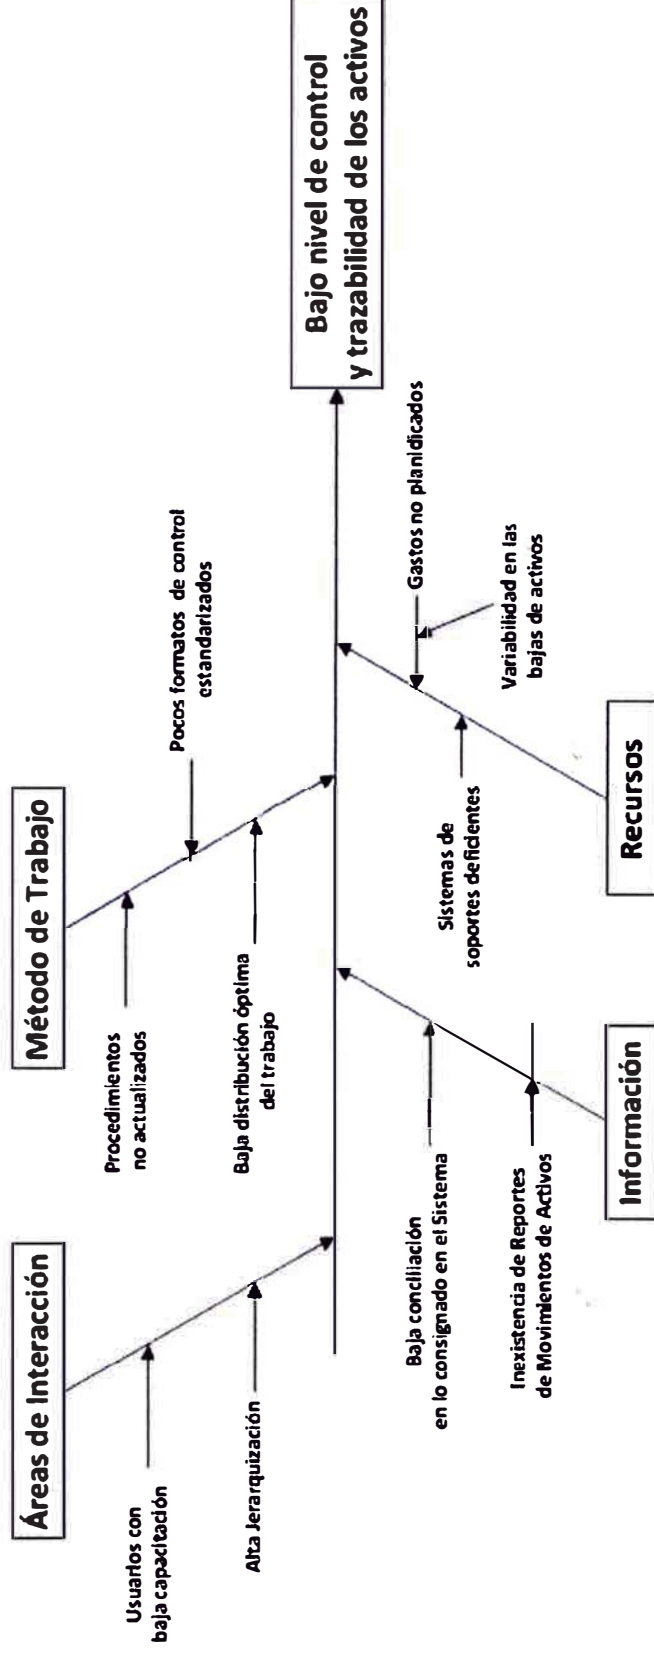 Áreas de Interacción
Método de Trabajo
Usuarios con
baja capacitación
Alta Jerarquización
Procedimientos
no actualizados
Pocos formatos de control
estandarizados
Baja distribución óptima
del trabajo
Bajo nivel de control
y trazabilidad de los activos
Baja conciliación
en lo consignado en el Sistema
Inexistencia de Reportes
de Movimientos de Activos
Sistemas de
soportes deficientes
Gastos no planidicados
Variabilidad en las
bajas de activos
Información
Recursos